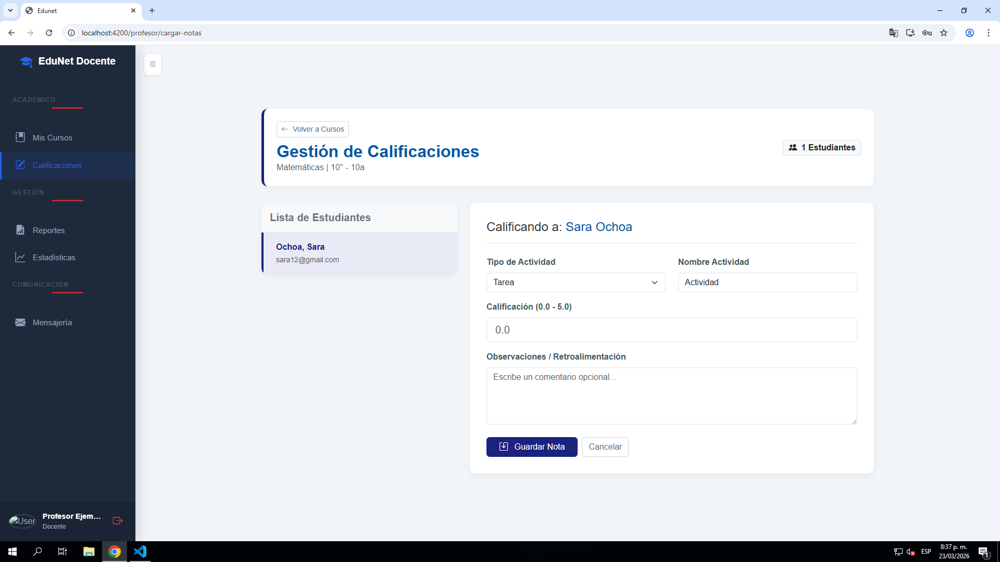 Edunet
localhost:4200/profesor/cargar-notas
EduNet Docente
ACADÉMICO
Mis Cursos
Calificaciones
GESTIÓN
Reportes
Estadísticas
COMUNICACIÓN
Mensajería
User
Profesor Ejem...
Docente
Volver a Cursos
Gestión de Calificaciones
Matemáticas | 10° - 10a
1 Estudiantes
Lista de Estudiantes
Ochoa, Sara
sara12@gmail.com
Calificando a: Sara Ochoa
Tipo de Actividad
Nombre Actividad
Tarea
Actividad
Calificación (0.0 - 5.0)
0.0
Observaciones / Retroalimentación
Escribe un comentario opcional...
Guardar Nota
Cancelar
ESP
8:37 p. m.
23/03/2026
1